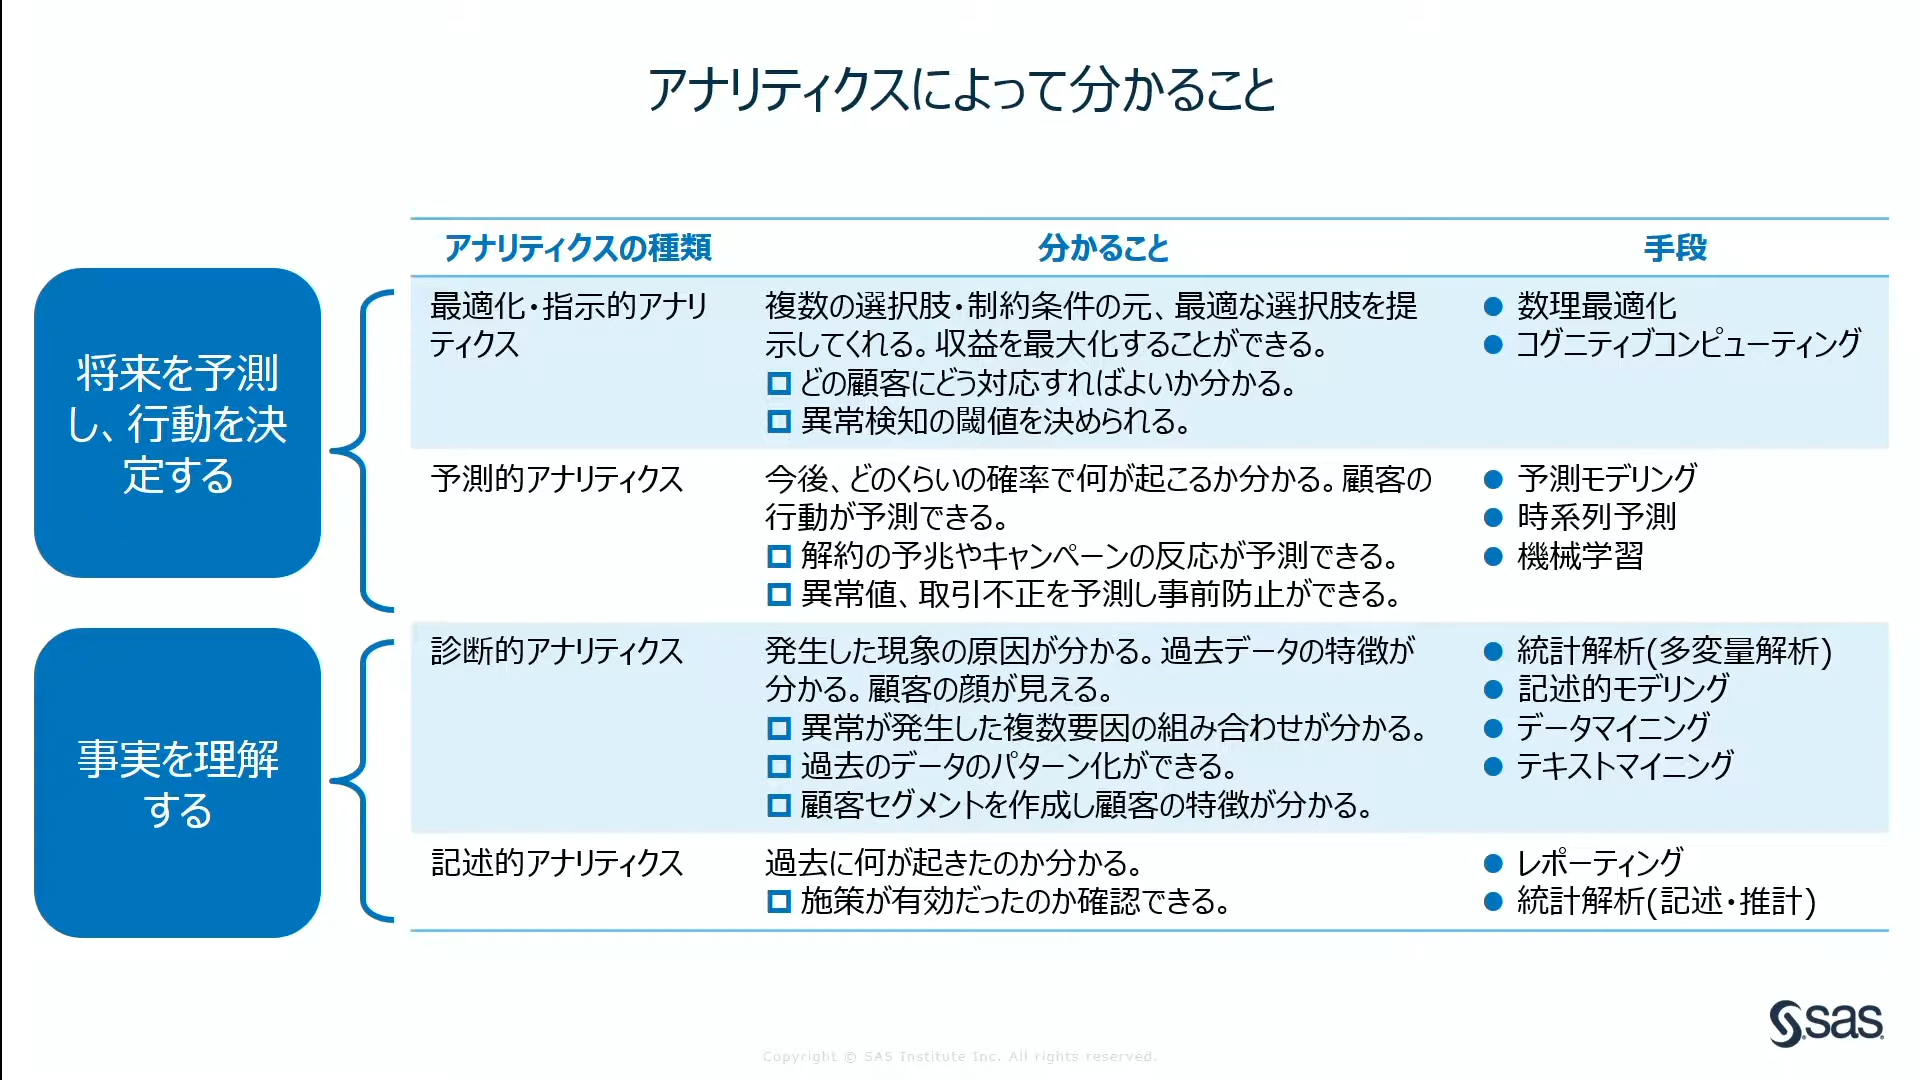 アナリティクスによって分かること
アナリティクスの種類 分かること 手段
将来を予測
し、行動を決
定する
最適化・指示的アナリ
ティクス
複数の選択肢・制約条件の元、最適な選択肢を提
示してくれる。収益を最大化することができる。
どの顧客にどう対応すればよいか分かる。
異常検知の閾値を決められる。
数理最適化
コグニティブコンピューティング
予測的アナリティクス
今後、どのくらいの確率で何が起こるか分かる。顧客の
行動が予測できる。
解約の予兆やキャンペーンの反応が予測できる。
異常値、取引不正を予測し事前防止ができる。
予測モデリング
時系列予測
機械学習
事実を理解
する
診断的アナリティクス
発生した現象の原因が分かる。過去データの特徴が
分かる。顧客の顔が見える。
異常が発生した複数要因の組み合わせが分かる。
過去のデータのパターン化ができる。
顧客セグメントを作成し顧客の特徴が分かる。
統計解析(多変量解析)
記述的モデリング
データマイニング
テキストマイニング
記述的アナリティクス
過去に何が起きたのか分かる。
施策が有効だったのか確認できる。
レポーティング
統計解析(記述・推計)
sas
Copyright © SAS Institute Inc. All rights reserved.